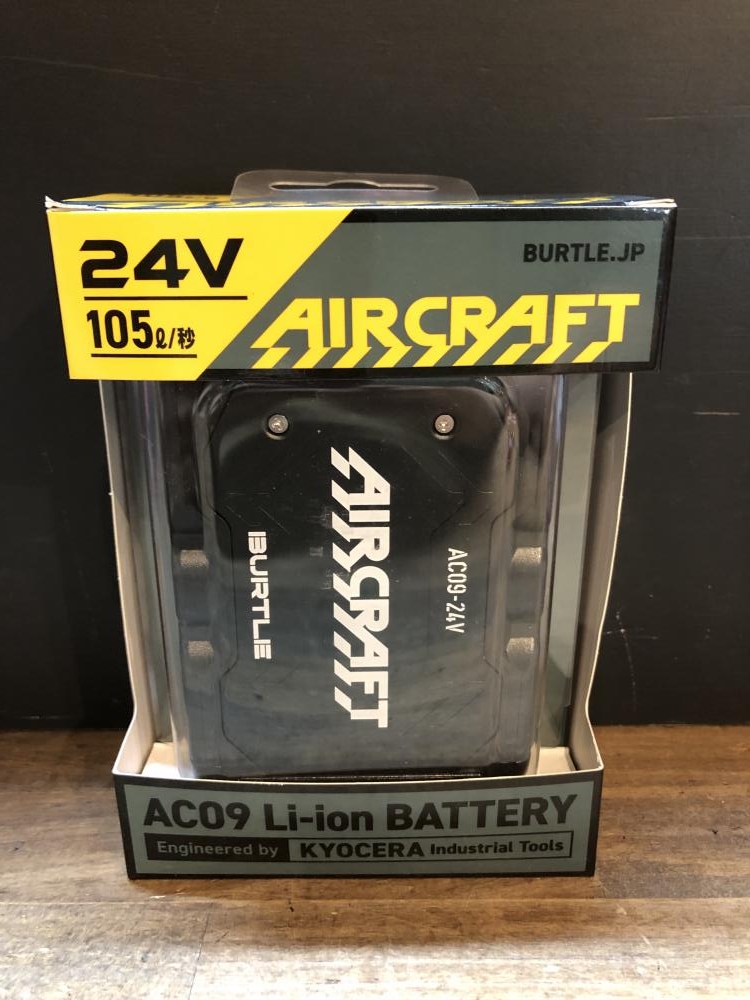 24V
BURTLE.JP
105ℓ/秒
AIRCRAFT
AC09-24V
AIRCRAFT
BURTLE
AC09 Li-ion BATTERY
Engineered by KYOCERA Industrial Tools